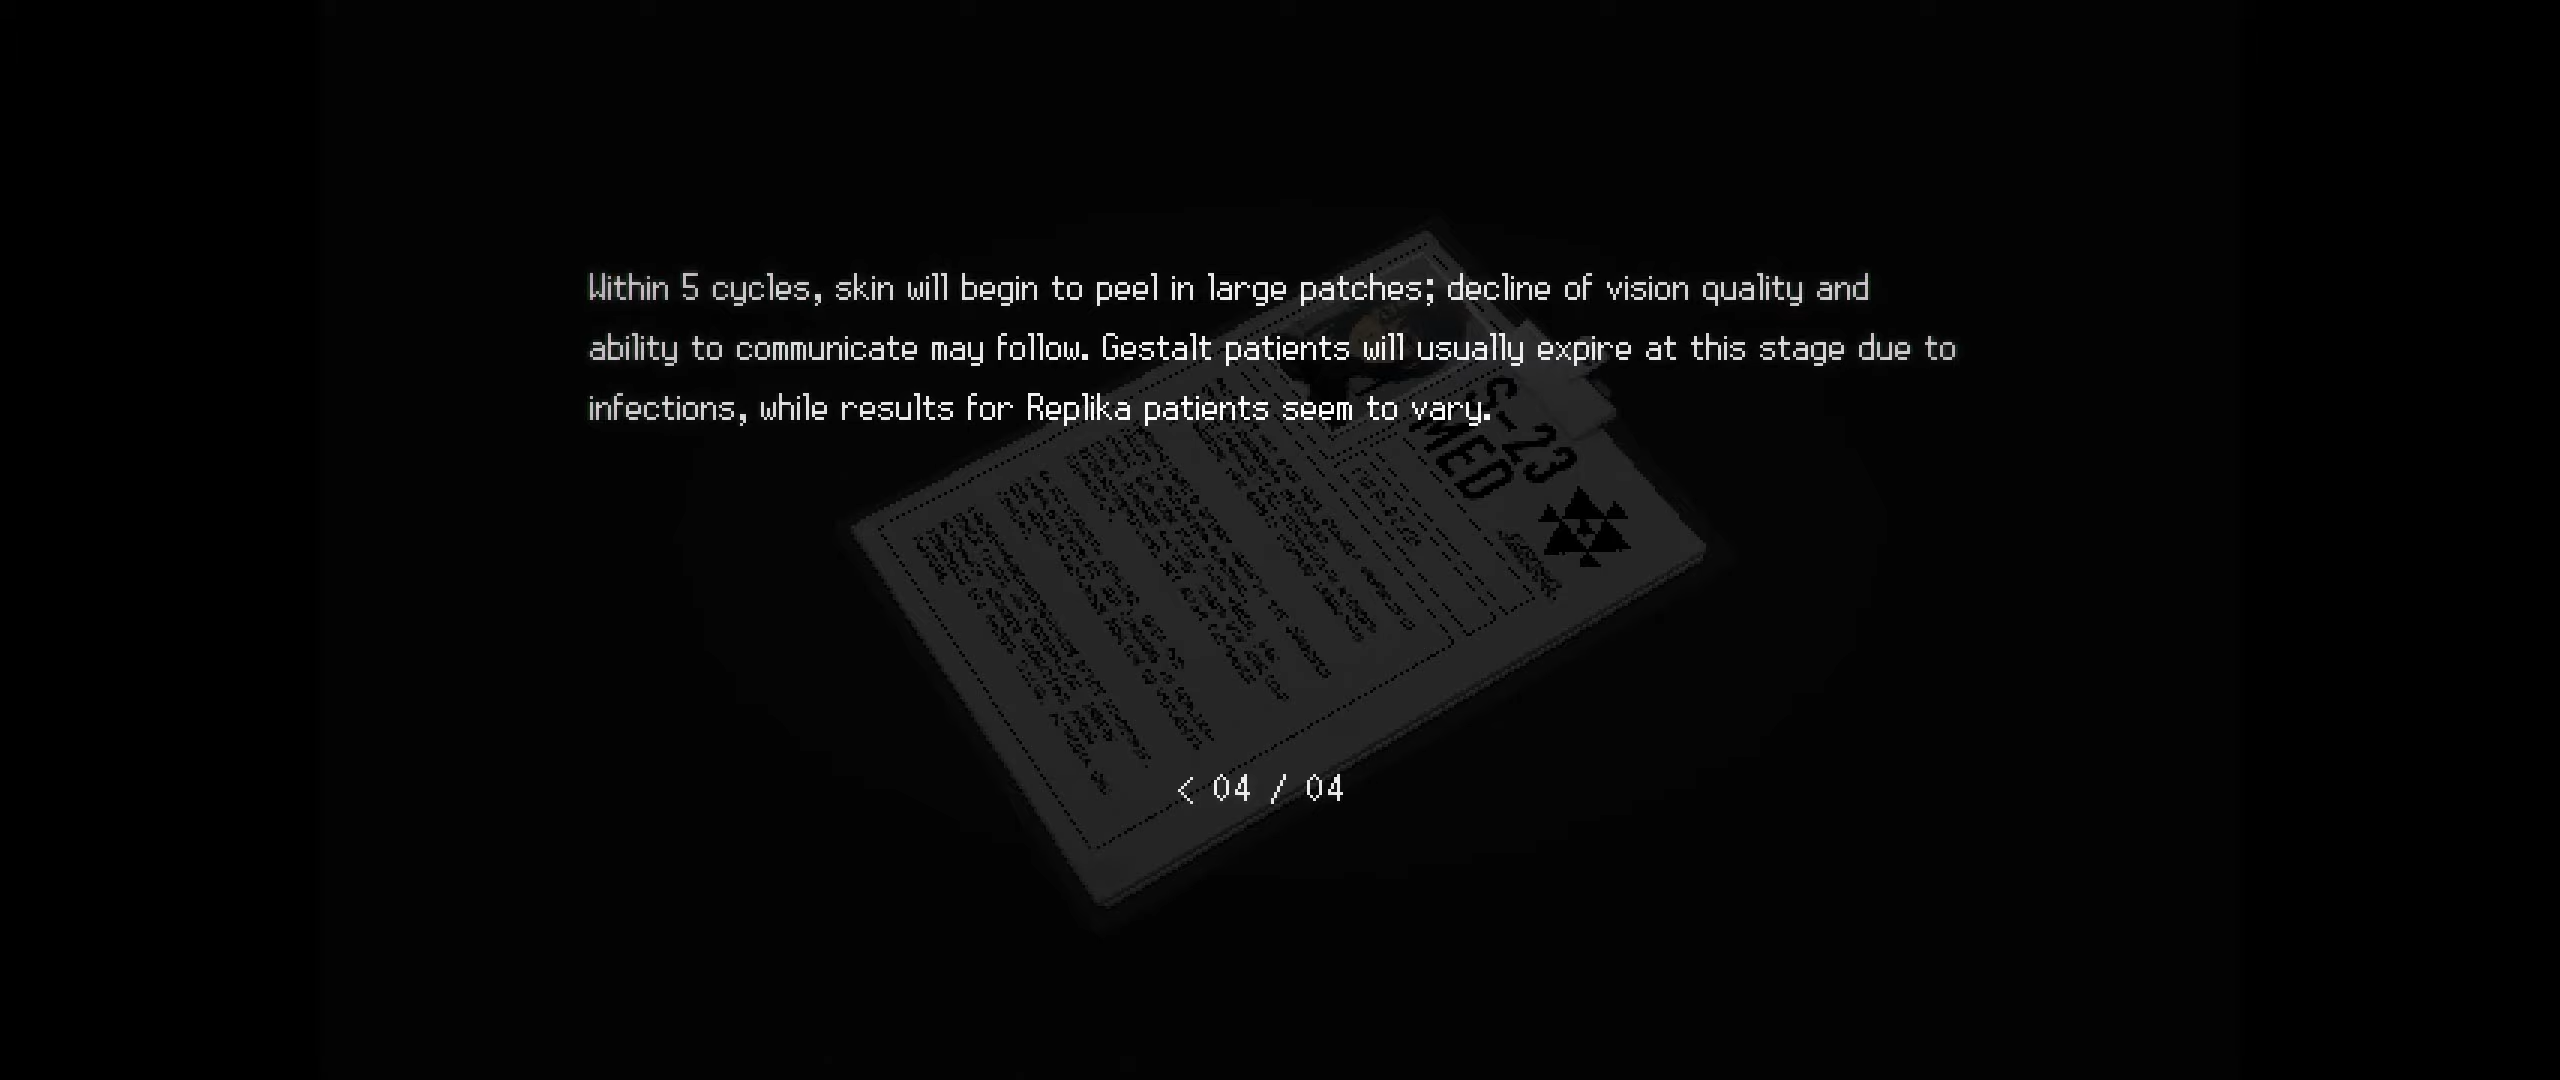 Within 5 cycles, skin will begin to peel in large patches; decline of vision quality and
ability to communicate may follow. Gestalt patients will usually expire at this stage due to
infections, while results for Replika patients seem to vary.
S-23
MED
< 04 / 04